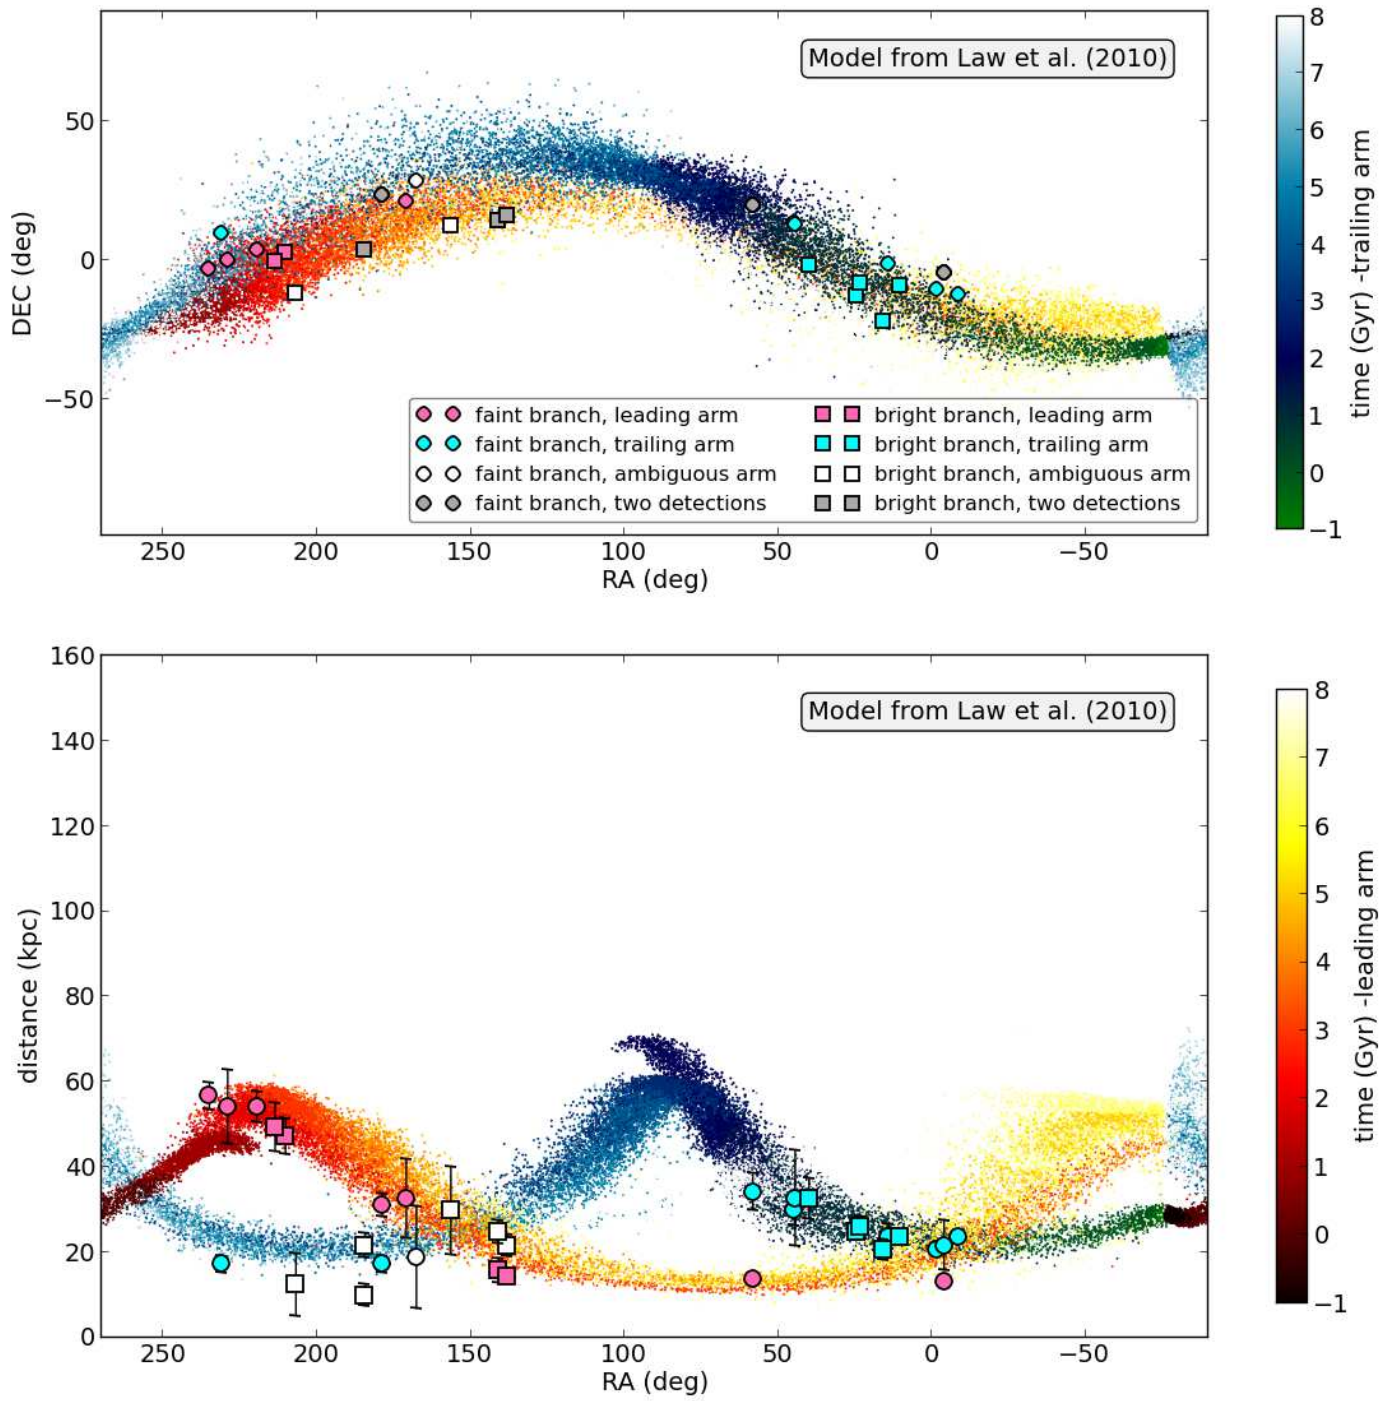 Model from Law et al. (2010)
50
0
−50
DEC (deg)
faint branch, leading arm
faint branch, trailing arm
faint branch, ambiguous arm
faint branch, two detections
bright branch, leading arm
bright branch, trailing arm
bright branch, ambiguous arm
bright branch, two detections
250 200 150 100 50 0 −50
RA (deg)
8
7
6
5
4
3
2
1
0
−1
time (Gyr) -trailing arm
Model from Law et al. (2010)
160
140
120
100
80
60
40
20
0
distance (kpc)
250 200 150 100 50 0 −50
RA (deg)
8
7
6
5
4
3
2
1
0
−1
time (Gyr) -leading arm